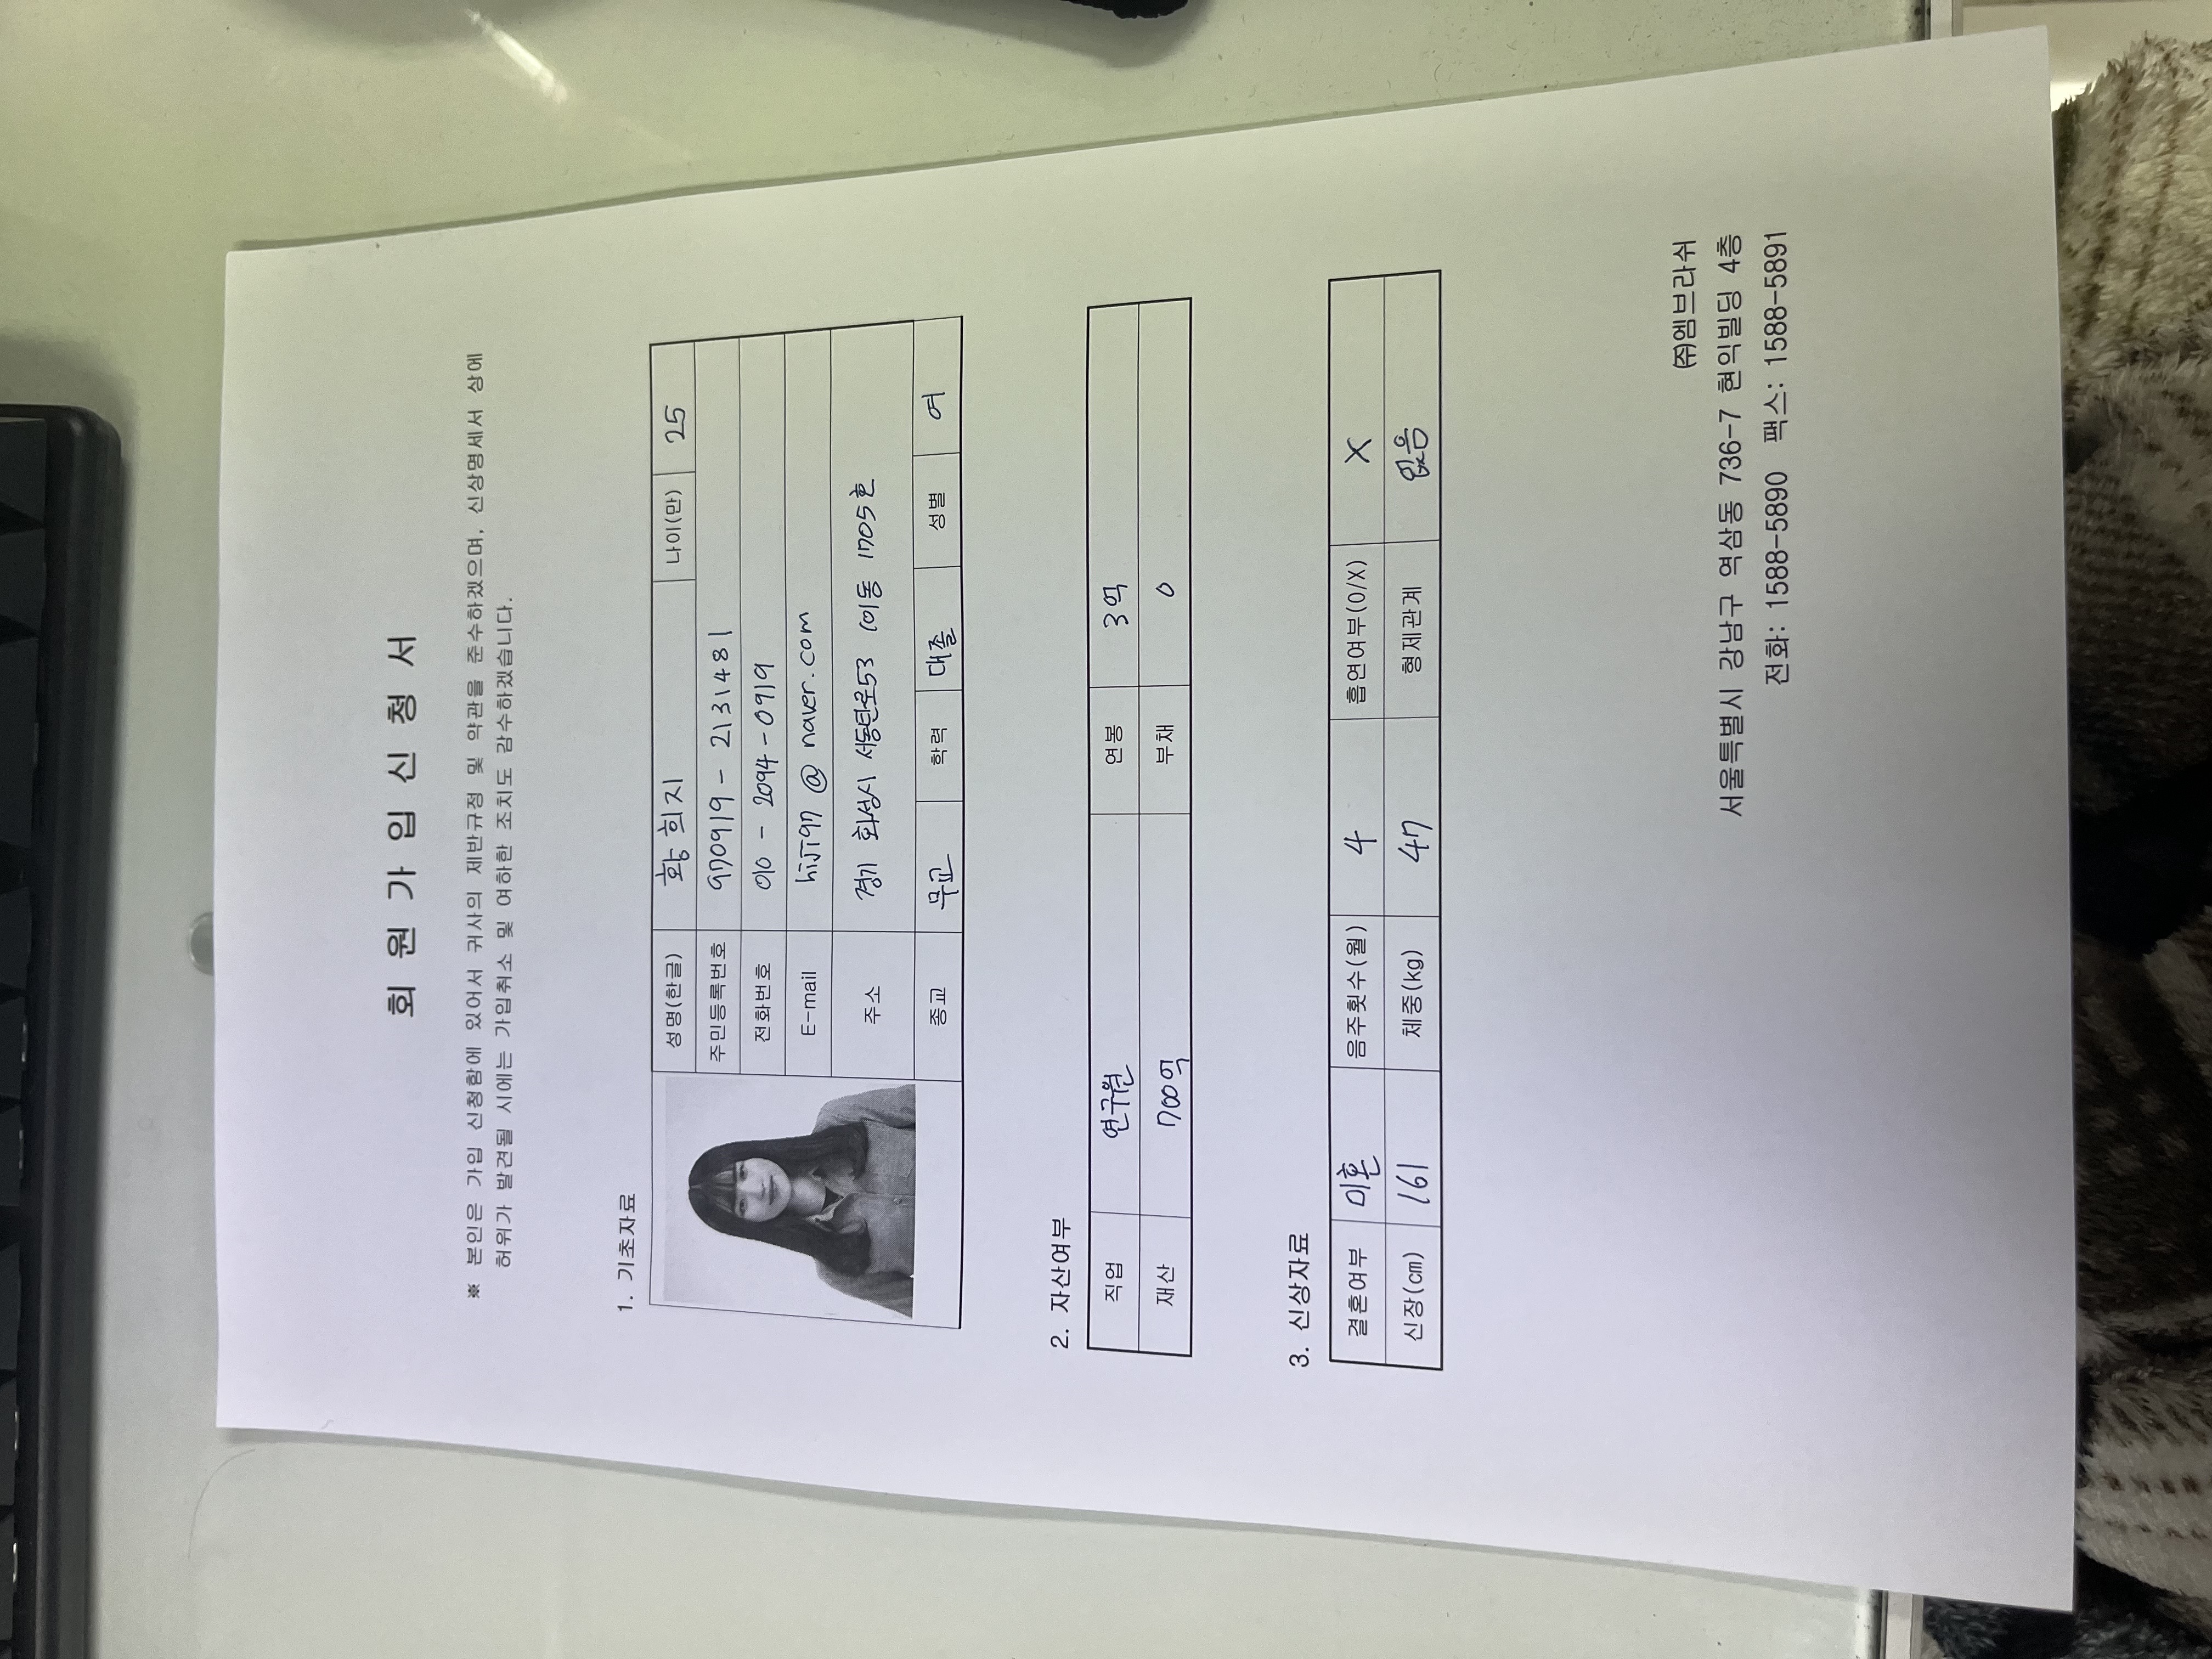 회 원 가 입 신 청 서
※ 본인은 가입 신청함에 있어서 귀사의 제반규정 및 약관을 준수하겠으며, 신상명세서 상에
허위가 발견될 시에는 가입취소 및 여하한 조치도 감수하겠습니다.
1. 기초자료
성명(한글) 황희지 나이(만) 25
주민등록번호 970919 - 2131481
전화번호 010 - 2094 - 0919
E-mail hiji97 @ naver.com
주소 경기 화성시 서동탄로53 101동 1705호
종교 무교 학력 대졸 성별 여
2. 자산여부
직업 연구원 연봉 3억
재산 700억 부채 0
3. 신상자료
결혼여부 미혼 음주횟수(월) 4 흡연여부(O/X) X
신장(cm) 161 체중(kg) 47 형제관계 없음
㈜엠브라쉬
서울특별시 강남구 역삼동 736-7 현익빌딩 4층
전화: 1588-5890 팩스: 1588-5891